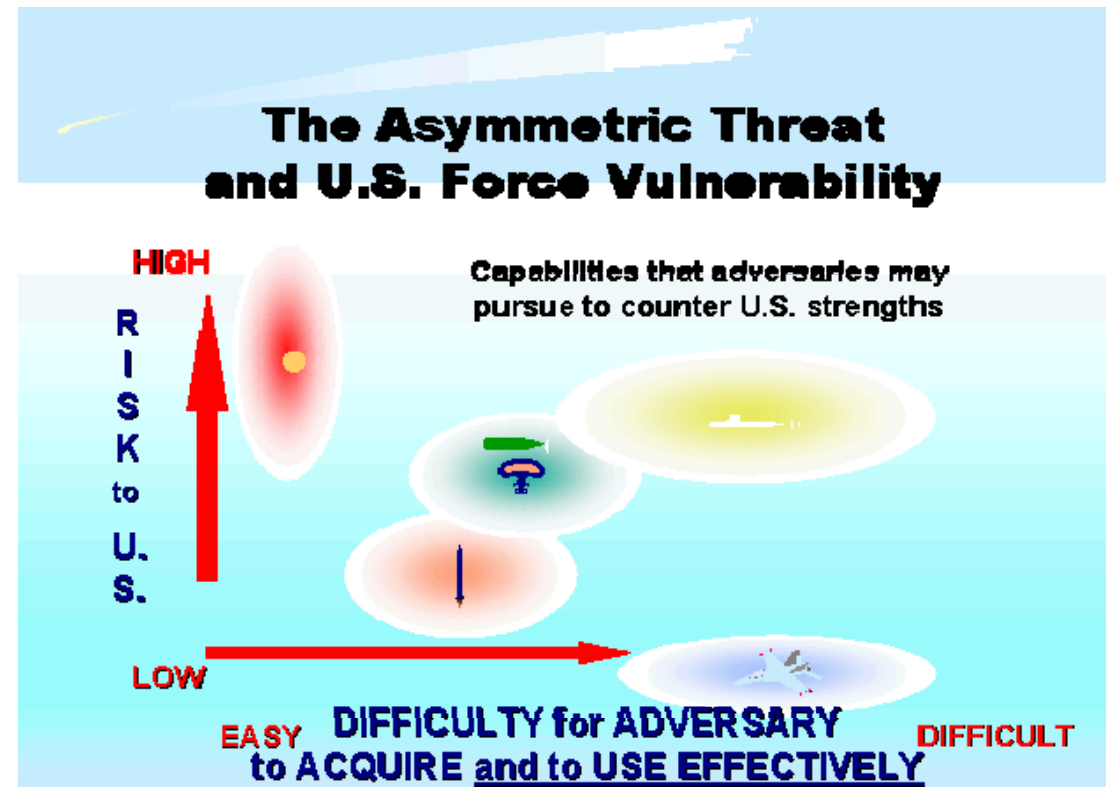 The Asymmetric Threat
and U.S. Force Vulnerability
HIGH
Capabilities that adversaries may
pursue to counter U.S. strengths
RISK to U.S.
LOW
EASY
DIFFICULTY for ADVERSARY
to ACQUIRE and to USE EFFECTIVELY
DIFFICULT